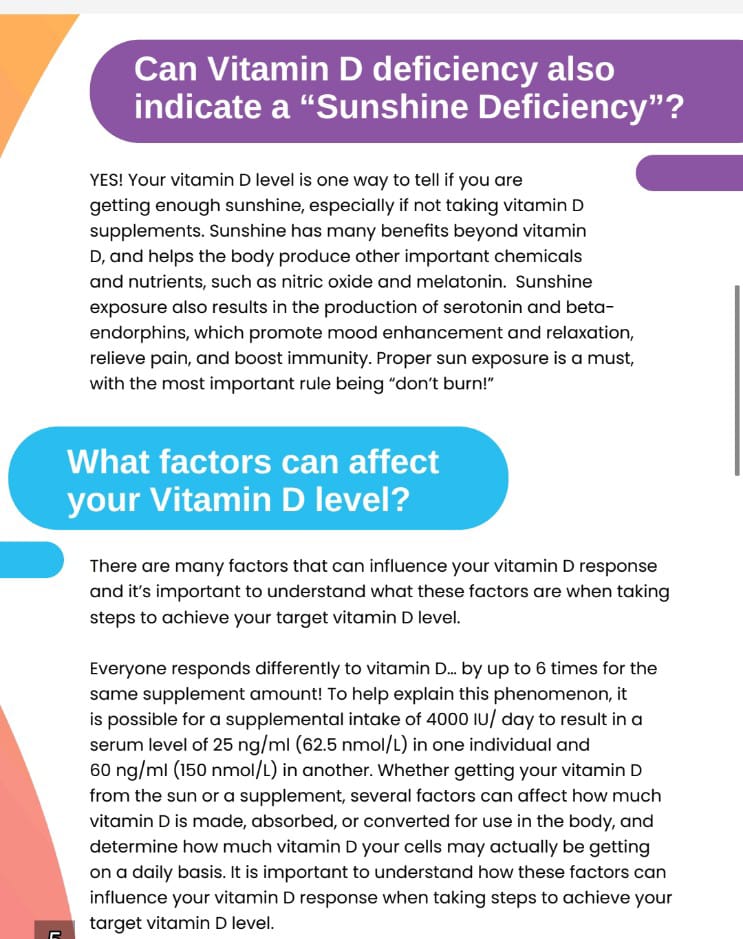 Can Vitamin D deficiency also
indicate a “Sunshine Deficiency”?
YES! Your vitamin D level is one way to tell if you are
getting enough sunshine, especially if not taking vitamin D
supplements. Sunshine has many benefits beyond vitamin
D, and helps the body produce other important chemicals
and nutrients, such as nitric oxide and melatonin.  Sunshine
exposure also results in the production of serotonin and beta-
endorphins, which promote mood enhancement and relaxation,
relieve pain, and boost immunity. Proper sun exposure is a must,
with the most important rule being “don’t burn!”
What factors can affect
your Vitamin D level?
There are many factors that can influence your vitamin D response
and it’s important to understand what these factors are when taking
steps to achieve your target vitamin D level.
Everyone responds differently to vitamin D... by up to 6 times for the
same supplement amount! To help explain this phenomenon, it
is possible for a supplemental intake of 4000 IU/ day to result in a
serum level of 25 ng/ml (62.5 nmol/L) in one individual and
60 ng/ml (150 nmol/L) in another. Whether getting your vitamin D
from the sun or a supplement, several factors can affect how much
vitamin D is made, absorbed, or converted for use in the body, and
determine how much vitamin D your cells may actually be getting
on a daily basis. It is important to understand how these factors can
influence your vitamin D response when taking steps to achieve your
target vitamin D level.